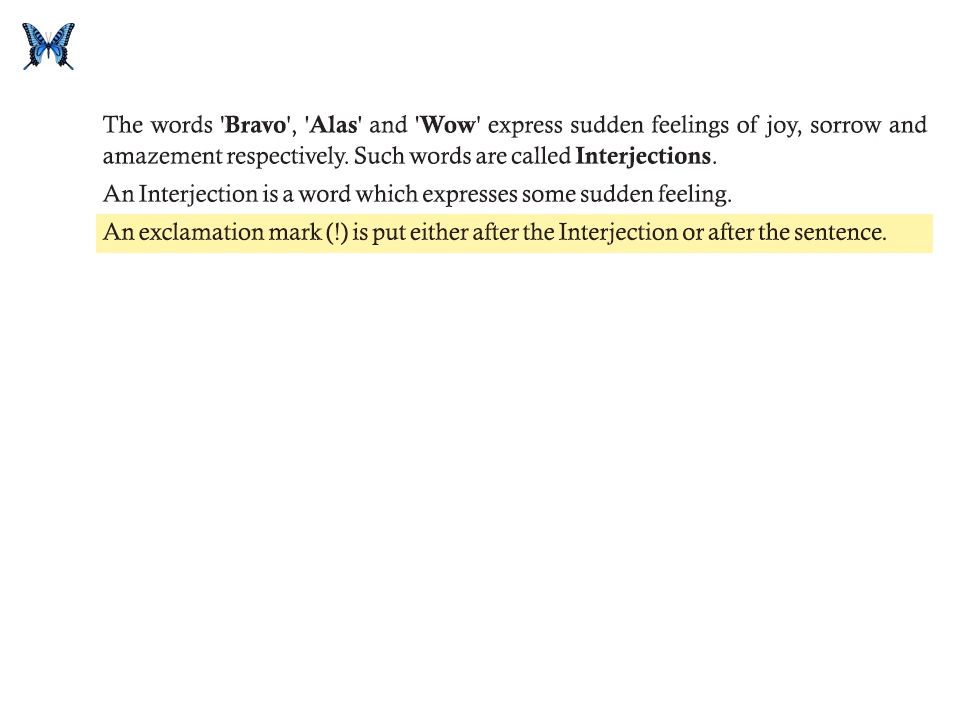 The words 'Bravo', 'Alas' and 'Wow' express sudden feelings of joy, sorrow and
amazement respectively. Such words are called Interjections.
An Interjection is a word which expresses some sudden feeling.
An exclamation mark (!) is put either after the Interjection or after the sentence.